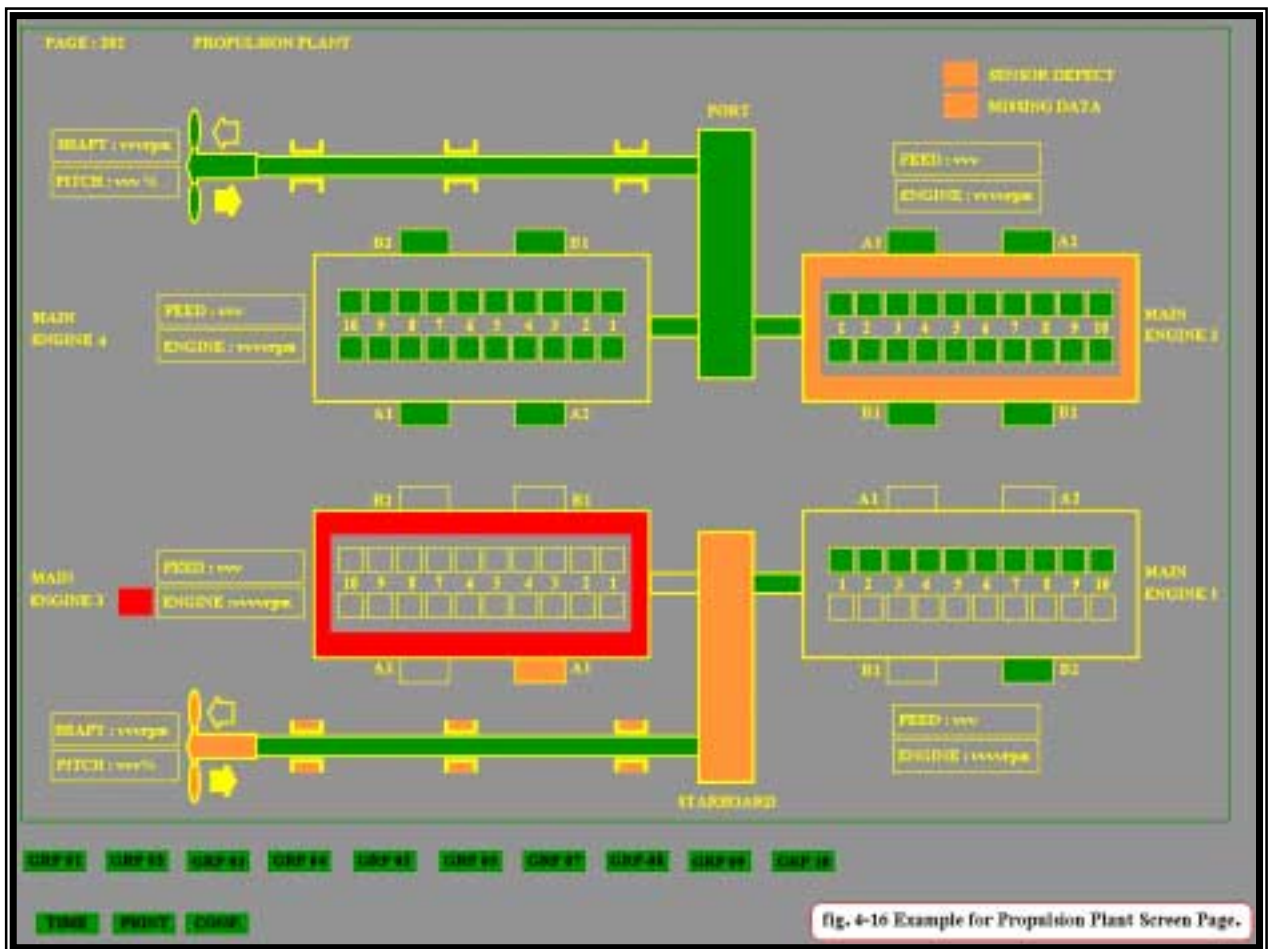 PAGE : 202 PROPULSION PLANT
SENSOR DEFECT
MISSING DATA
PORT
SHAFT : vvvrpm
PITCH : vvv %
FEED : vvv
ENGINE : vvvvrpm
B2 B1
A1 A2
MAIN
ENGINE 4
FEED : vvv
ENGINE : vvvvrpm
10 9 8 7 6 5 4 3 2 1
1 2 3 4 5 6 7 8 9 10
MAIN
ENGINE 2
A1 A2
B1 B2
B1
A1
MAIN
ENGINE 3
FEED : vvv
ENGINE : vvvvrpm
10 9 8 7 6 5 4 3 2 1
1 2 3 4 5 6 7 8 9 10
MAIN
ENGINE 1
A1
B1 B2
SHAFT : vvvrpm
PITCH : vvv%
FEED : vvv
ENGINE : vvvvrpm
STARBOARD
GRP 01 GRP 02 GRP 03 GRP 04 GRP 05 GRP 06 GRP 07 GRP 08 GRP 09 GRP 10
TIME PRINT CONF.
fig. 4-16 Example for Propulsion Plant Screen Page.